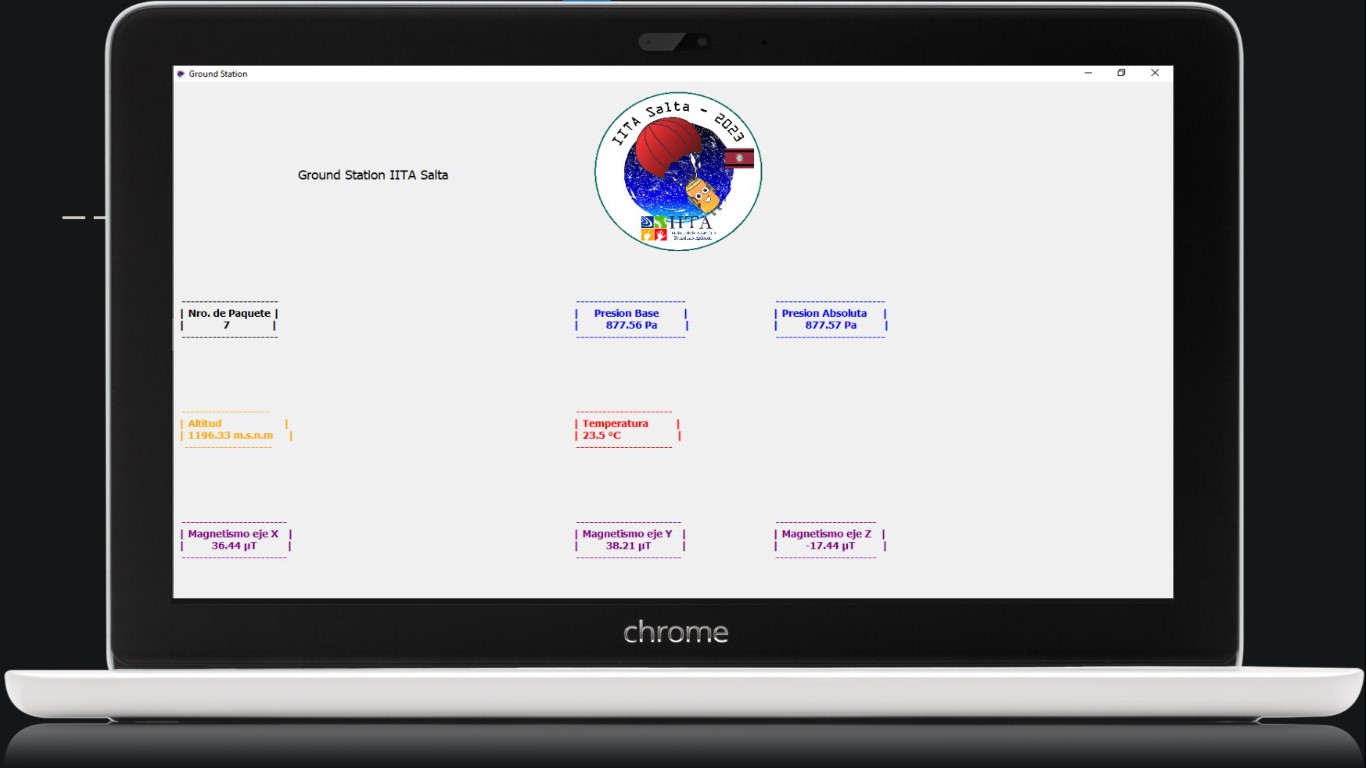 Ground Station
IITA Salta - 2023
IITA
Ground Station IITA Salta
Nro. de Paquete
7
Presion Base
877.56 Pa
Presion Absoluta
877.57 Pa
Altitud
1196.33 m.s.n.m
Temperatura
23.5 °C
Magnetismo eje X
36.44 µT
Magnetismo eje Y
38.21 µT
Magnetismo eje Z
-17.44 µT
chrome